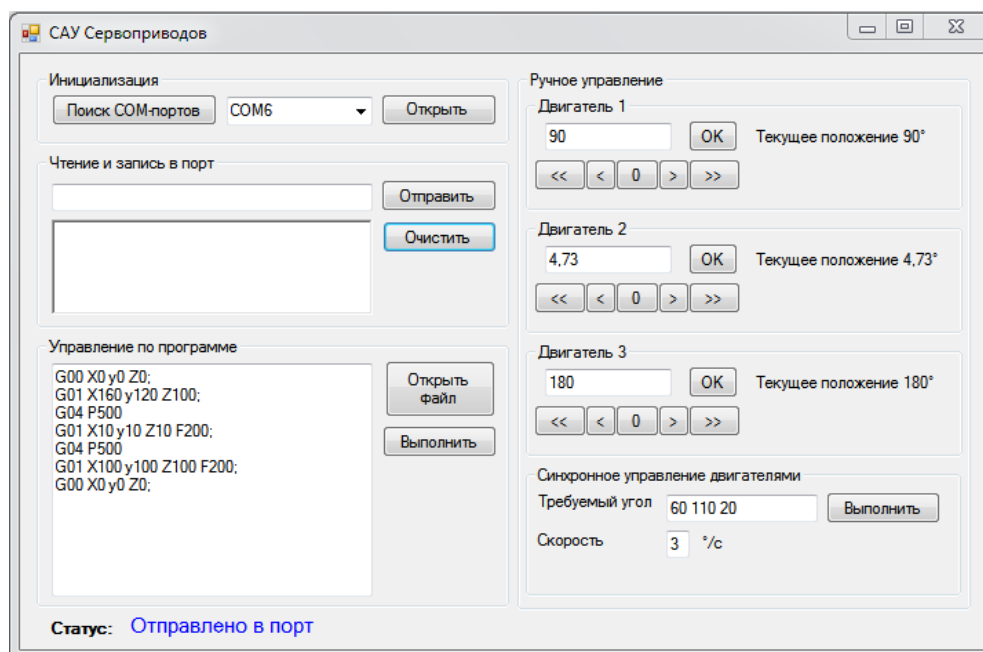 САУ Сервоприводов
Инициализация
Поиск COM-портов COM6 Открыть
Чтение и запись в порт
Отправить
Очистить
Управление по программе
G00 X0 y0 Z0;
G01 X160 y120 Z100;
G04 P500
G01 X10 y10 Z10 F200;
G04 P500
G01 X100 y100 Z100 F200;
G00 X0 y0 Z0;
Открыть
файл
Выполнить
Статус: Отправлено в порт
Ручное управление
Двигатель 1
90 OK Текущее положение 90°
<< < 0 > >>
Двигатель 2
4,73 OK Текущее положение 4,73°
<< < 0 > >>
Двигатель 3
180 OK Текущее положение 180°
<< < 0 > >>
Синхронное управление двигателями
Требуемый угол 60 110 20 Выполнить
Скорость 3 °/с